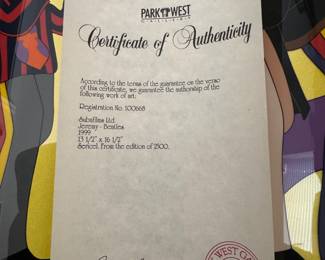 PARK WEST
GALLERY
Certificate of Authenticity
According to the terms of the guarantee on the verso
of this certificate, we guarantee the authorship of the
following work of art:
Registration No: 100668
Subafilms Ltd.
Jeremy - Beatles
1999
13 1/2" x 16 1/2"
Sericel. From the edition of 2500.
WEST GA